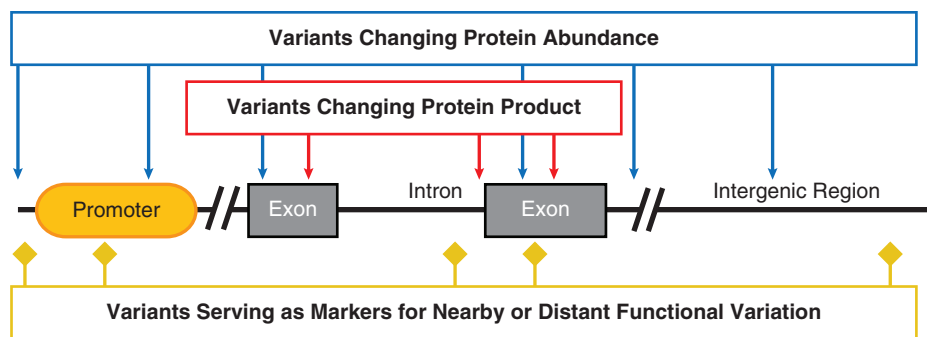 Variants Changing Protein Abundance
Variants Changing Protein Product
Promoter
Exon
Intron
Exon
Intergenic Region
Variants Serving as Markers for Nearby or Distant Functional Variation